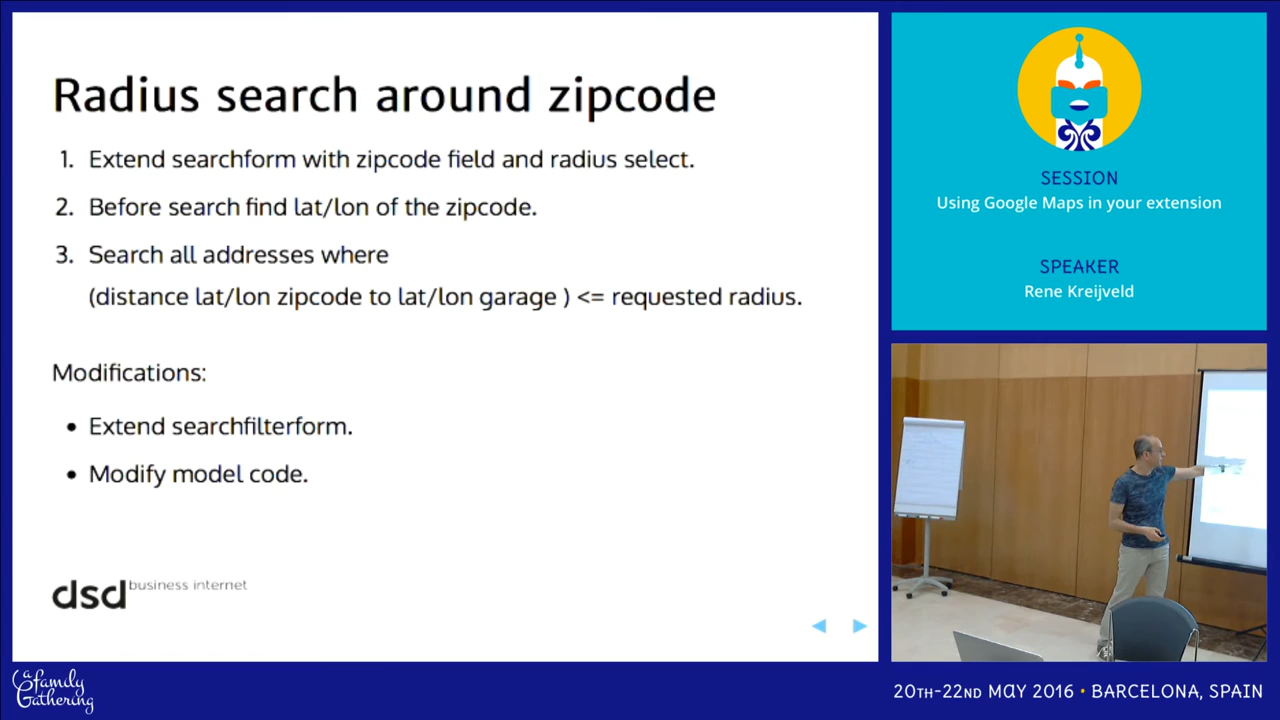 Radius search around zipcode
1. Extend searchform with zipcode field and radius select.
2. Before search find lat/lon of the zipcode.
3. Search all addresses where
(distance lat/lon zipcode to lat/lon garage ) <= requested radius.
Modifications:
• Extend searchfilterform.
• Modify model code.
dsd business internet
SESSION
Using Google Maps in your extension
SPEAKER
Rene Kreijveld
a family
Gathering
20TH-22ND MAY 2016 • BARCELONA, SPAIN